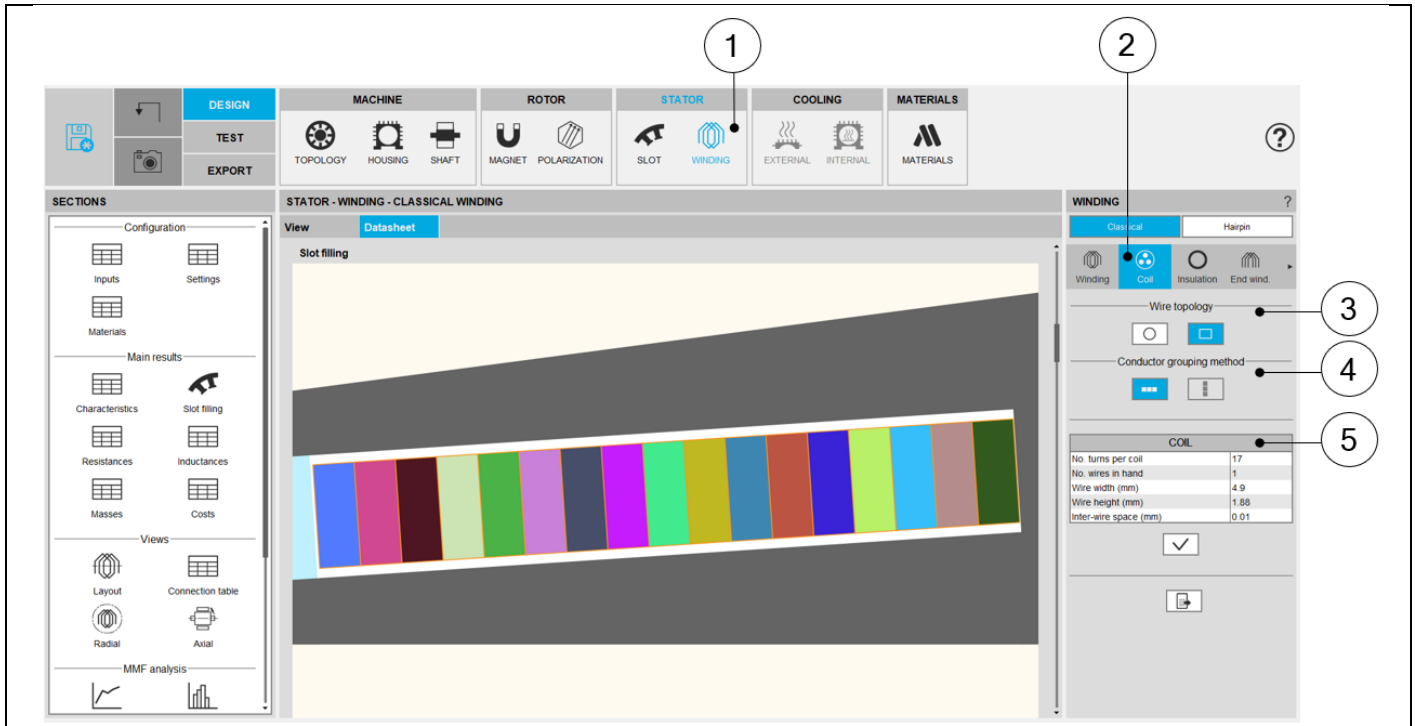 1
2
DESIGN
TEST
EXPORT
MACHINE
TOPOLOGY HOUSING SHAFT
ROTOR
MAGNET POLARIZATION
STATOR
SLOT WINDING
COOLING
EXTERNAL INTERNAL
MATERIALS
MATERIALS
?
SECTIONS
Configuration
Inputs Settings
Materials
Main results
Characteristics Slot filling
Resistances Inductances
Masses Costs
Views
Layout Connection table
Radial Axial
MMF analysis
STATOR - WINDING - CLASSICAL WINDING
View Datasheet
Slot filling
WINDING ?
Classical Hairpin
Winding Coil Insulation End wind.
Wire topology
3
Conductor grouping method
4
COIL
5
No. turns per coil 17
No. wires in hand 1
Wire width (mm) 4.9
Wire height (mm) 1.88
Inter-wire space (mm) 0.01